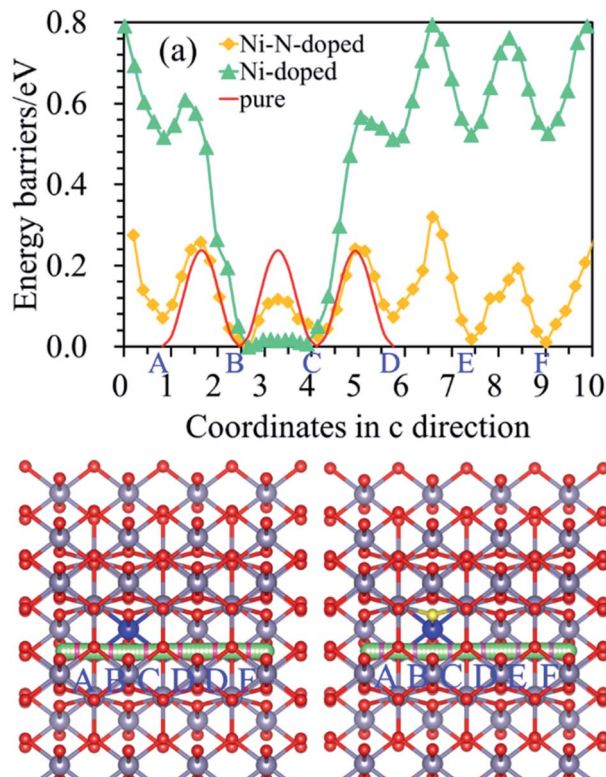 0.8
0.6
0.4
0.2
0.0
Energy barriers/eV
(a)
Ni-N-doped
Ni-doped
pure
A B C D E F
0 1 2 3 4 5 6 7 8 9 10
Coordinates in c direction
A B C D D F
A B C D E F